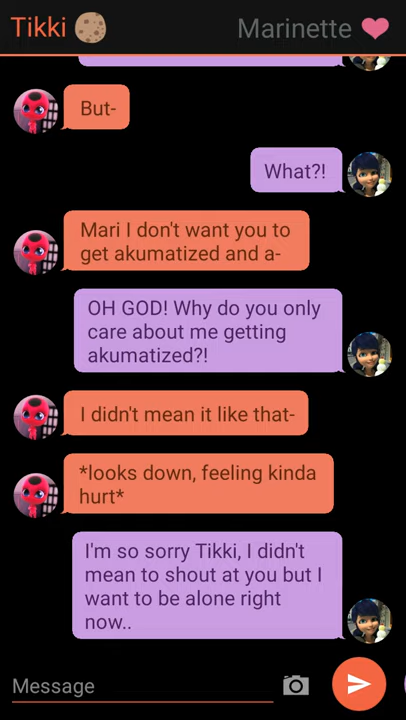 Tikki
Marinette
But-
What?!
Mari I don't want you to
get akumatized and a-
OH GOD! Why do you only
care about me getting
akumatized?!
I didn't mean it like that-
*looks down, feeling kinda
hurt*
I'm so sorry Tikki, I didn't
mean to shout at you but I
want to be alone right
now..
Message